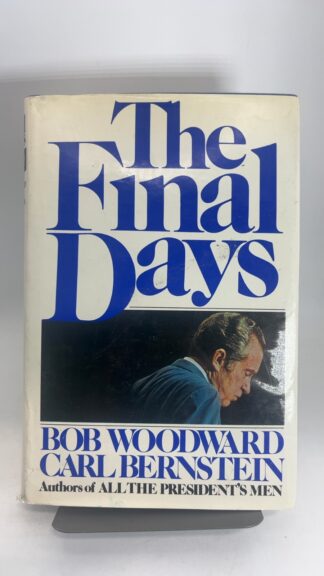 The
Final
Days
BOB WOODWARD
CARL BERNSTEIN
Authors of ALL THE PRESIDENT'S MEN